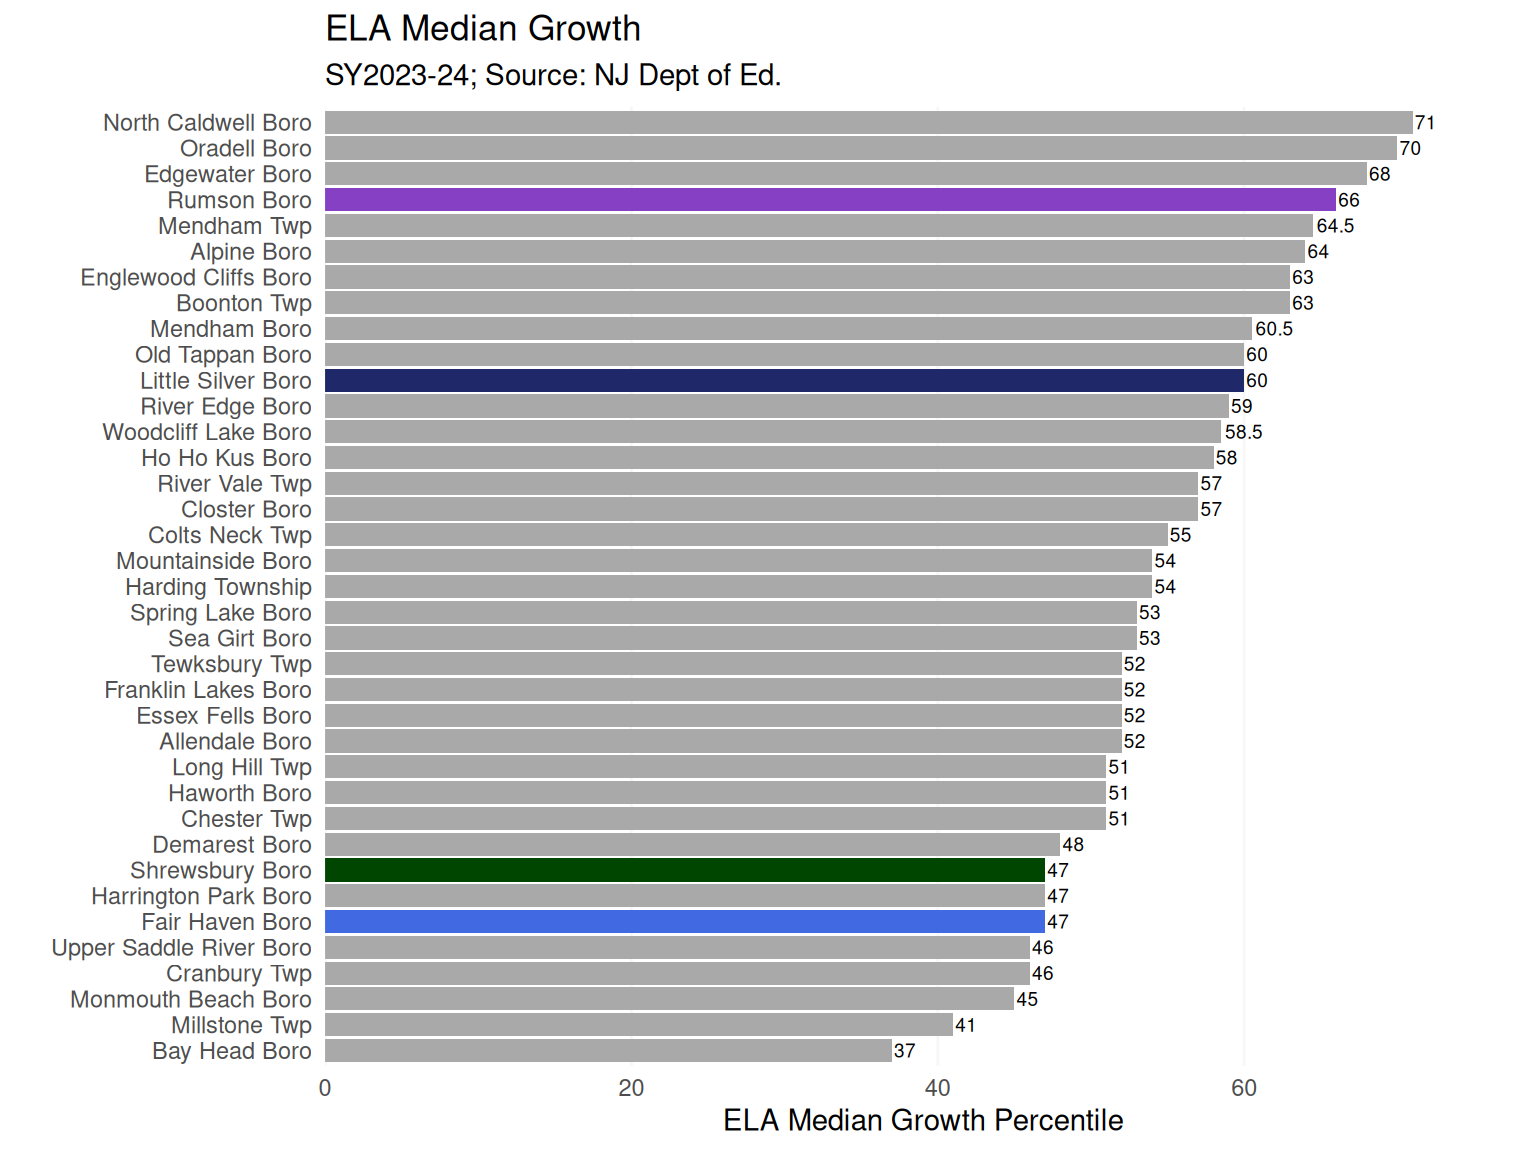 ELA Median Growth
SY2023-24; Source: NJ Dept of Ed.
North Caldwell Boro 71
Oradell Boro 70
Edgewater Boro 68
Rumson Boro 66
Mendham Twp 64.5
Alpine Boro 64
Englewood Cliffs Boro 63
Boonton Twp 63
Mendham Boro 60.5
Old Tappan Boro 60
Little Silver Boro 60
River Edge Boro 59
Woodcliff Lake Boro 58.5
Ho Ho Kus Boro 58
River Vale Twp 57
Closter Boro 57
Colts Neck Twp 55
Mountainside Boro 54
Harding Township 54
Spring Lake Boro 53
Sea Girt Boro 53
Tewksbury Twp 52
Franklin Lakes Boro 52
Essex Fells Boro 52
Allendale Boro 52
Long Hill Twp 51
Haworth Boro 51
Chester Twp 51
Demarest Boro 48
Shrewsbury Boro 47
Harrington Park Boro 47
Fair Haven Boro 47
Upper Saddle River Boro 46
Cranbury Twp 46
Monmouth Beach Boro 45
Millstone Twp 41
Bay Head Boro 37
0 20 40 60
ELA Median Growth Percentile